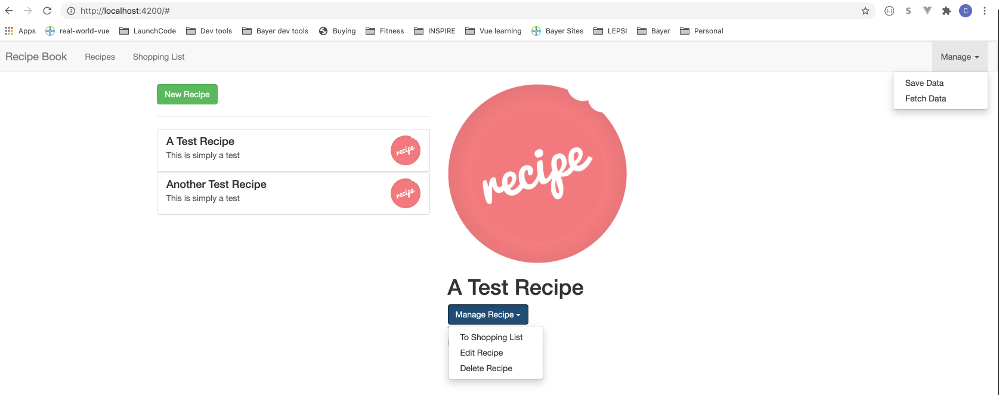 http://localhost:4200/#
S
C
Apps real-world-vue LaunchCode Dev tools Bayer dev tools Buying Fitness INSPIRE Vue learning Bayer Sites LEPSI Bayer Personal
Recipe Book Recipes Shopping List Manage
Save Data
Fetch Data
New Recipe
A Test Recipe
This is simply a test
recipe
Another Test Recipe
This is simply a test
recipe
recipe
A Test Recipe
Manage Recipe
To Shopping List
Edit Recipe
Delete Recipe